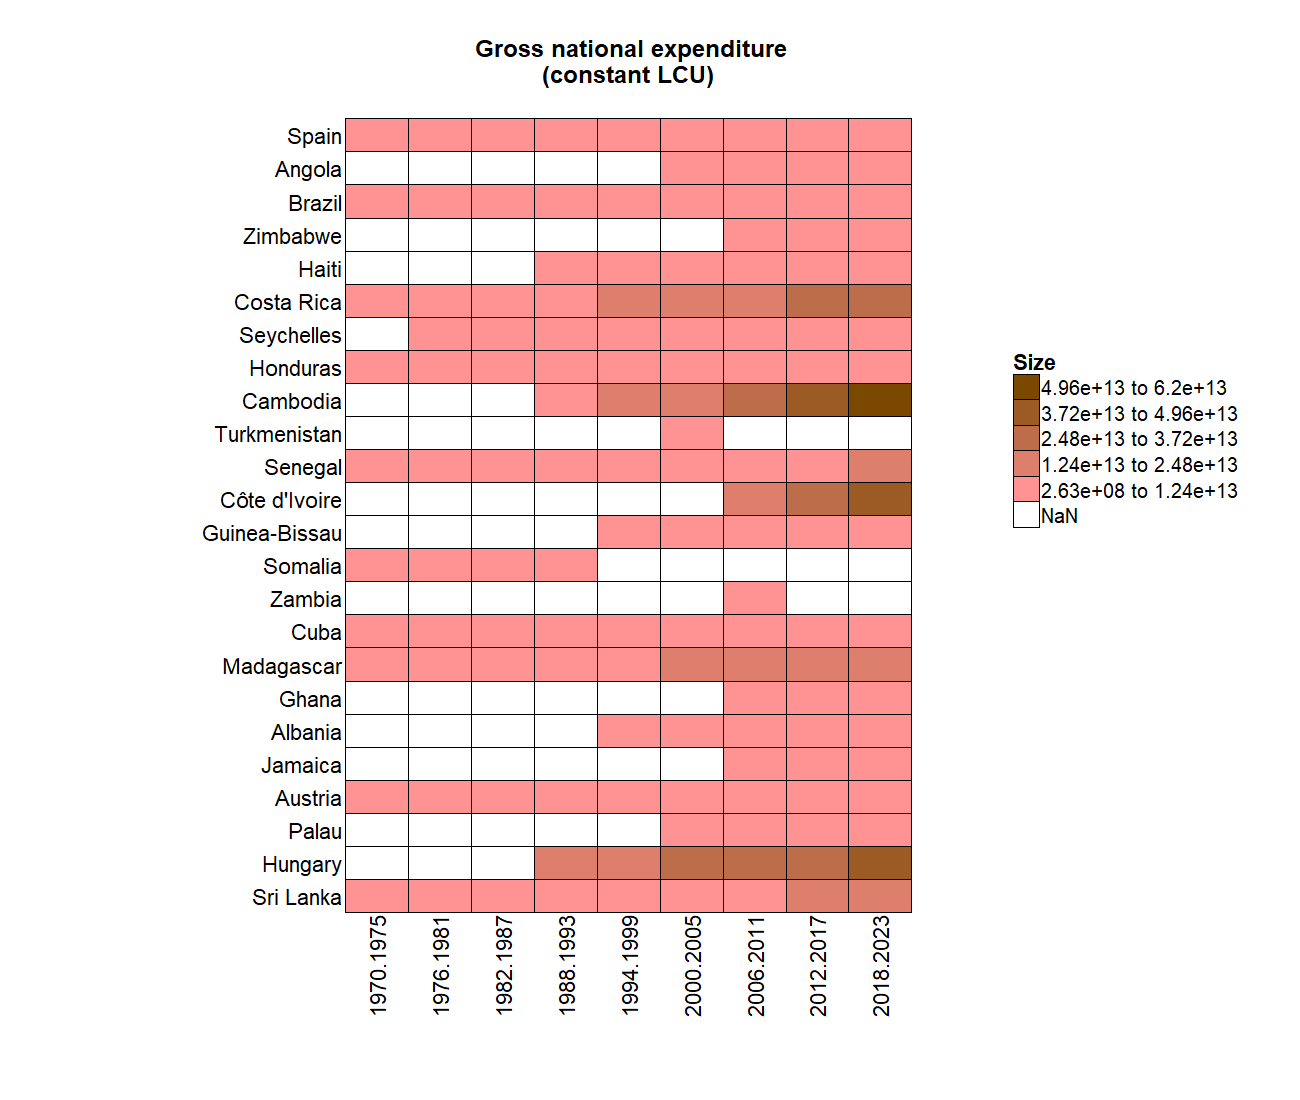 Gross national expenditure
(constant LCU)
Spain
Angola
Brazil
Zimbabwe
Haiti
Costa Rica
Seychelles
Honduras
Cambodia
Turkmenistan
Senegal
Côte d'Ivoire
Guinea-Bissau
Somalia
Zambia
Cuba
Madagascar
Ghana
Albania
Jamaica
Austria
Palau
Hungary
Sri Lanka
1970.1975
1976.1981
1982.1987
1988.1993
1994.1999
2000.2005
2006.2011
2012.2017
2018.2023
Size
4.96e+13 to 6.2e+13
3.72e+13 to 4.96e+13
2.48e+13 to 3.72e+13
1.24e+13 to 2.48e+13
2.63e+08 to 1.24e+13
NaN